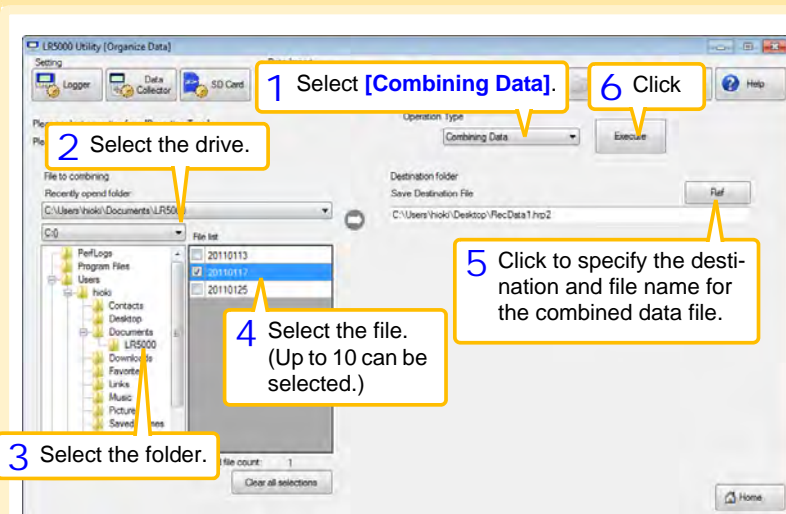 LR5000 Utility [Organize Data]
Setting
Logger
Data Collector
SD Card
Help
1 Select [Combining Data].
6 Click
Operation Type
Combining Data
Execute
2 Select the drive.
File to combining
Recently opend folder
C:\Users\hioki\Documents\LR5000
C:()
File list
PerfLogs
Program Files
Users
hioki
Contacts
Desktop
Documents
LR5000
Downloads
Favorite
Links
Music
Picture
Saved
20110113
20110117
20110125
Destination folder
Save Destination File
Ref
C:\Users\hioki\Desktop\RecData1.hrp2
5 Click to specify the desti-
nation and file name for
the combined data file.
4 Select the file.
(Up to 10 can be
selected.)
3 Select the folder.
file count: 1
Clear all selections
Home